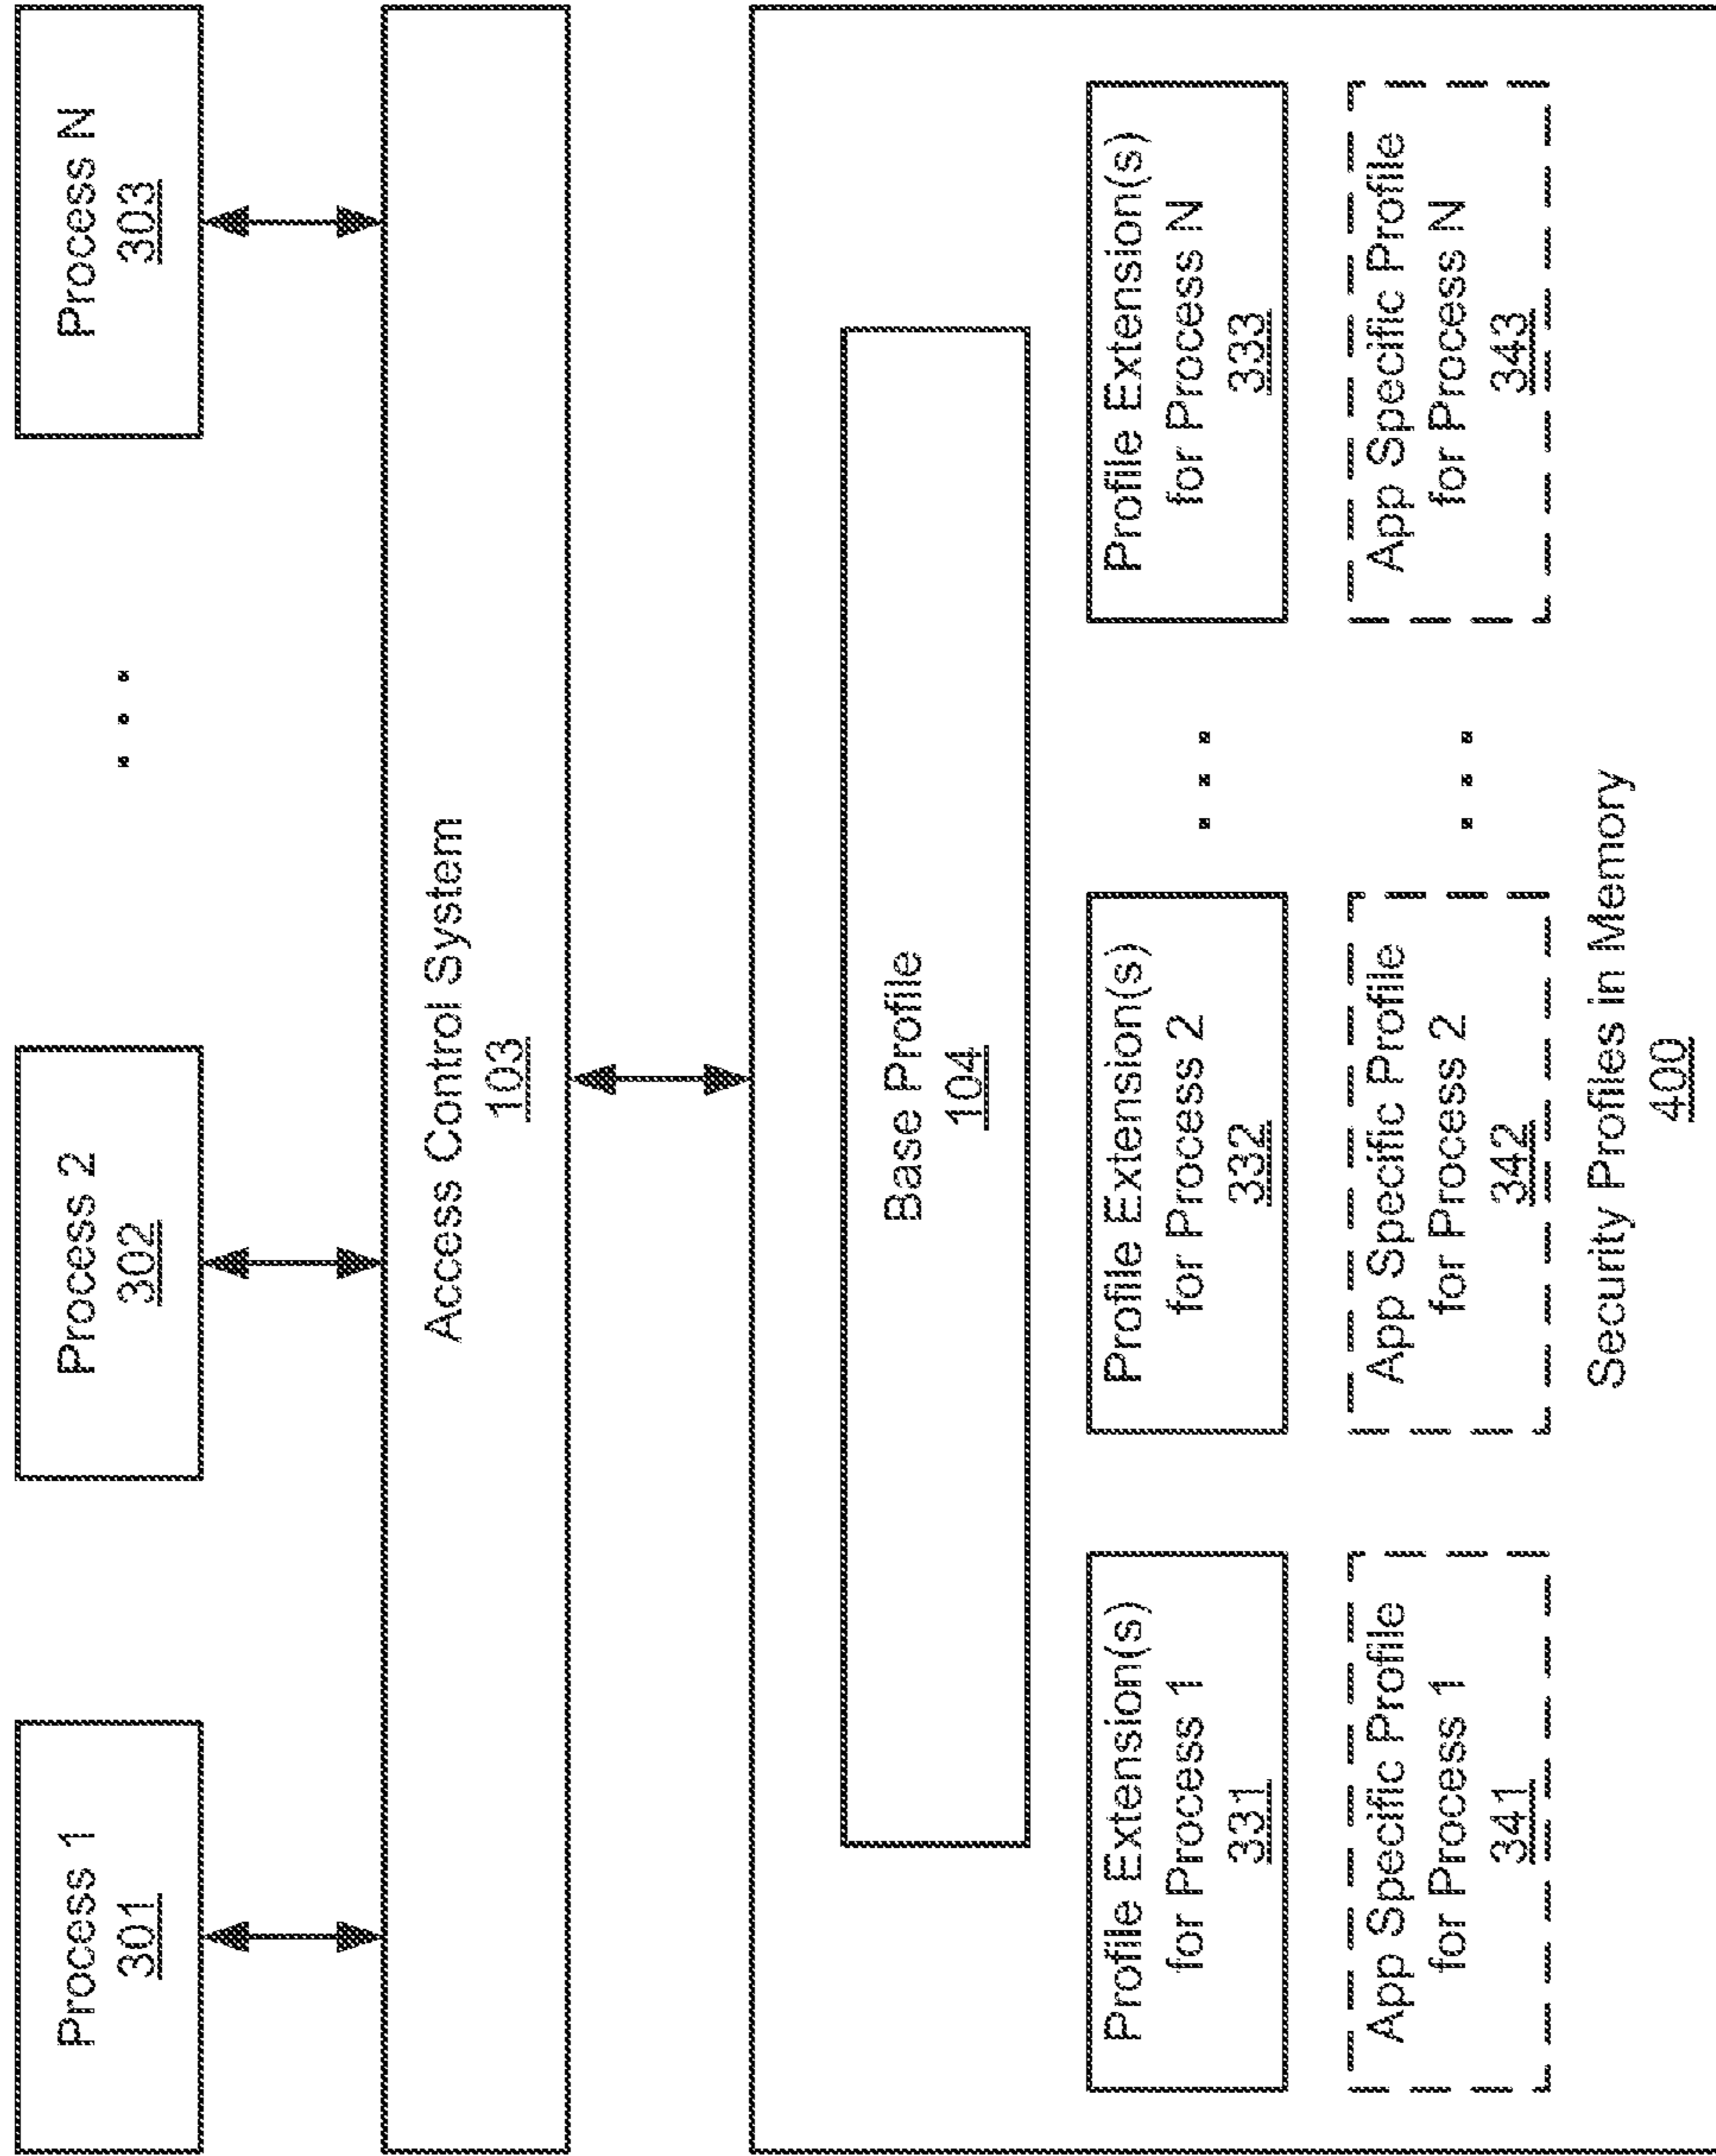 Process 1
301
Process 2
302
. . .
Process N
303
Access Control System
103
Base Profile
104
Profile Extension(s)
for Process 1
331
Profile Extension(s)
for Process 2
332
. . .
Profile Extension(s)
for Process N
333
App Specific Profile
for Process 1
341
App Specific Profile
for Process 2
342
. . .
App Specific Profile
for Process N
343
Security Profiles in Memory
400